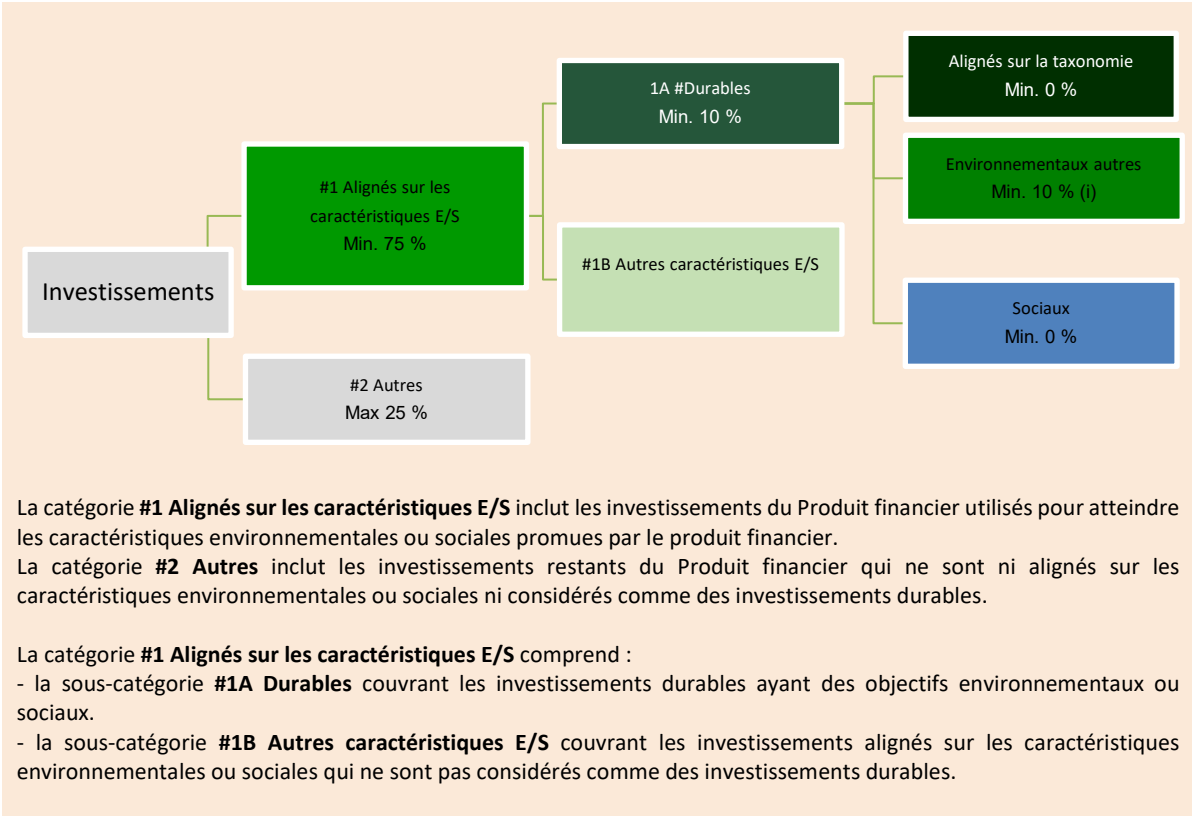 Investissements
#1 Alignés sur les
caractéristiques E/S
Min. 75 %
#2 Autres
Max 25 %
1A #Durables
Min. 10 %
#1B Autres caractéristiques E/S
Alignés sur la taxonomie
Min. 0 %
Environnementaux autres
Min. 10 % (i)
Sociaux
Min. 0 %
La catégorie #1 Alignés sur les caractéristiques E/S inclut les investissements du Produit financier utilisés pour atteindre
les caractéristiques environnementales ou sociales promues par le produit financier.
La catégorie #2 Autres inclut les investissements restants du Produit financier qui ne sont ni alignés sur les
caractéristiques environnementales ou sociales ni considérés comme des investissements durables.
La catégorie #1 Alignés sur les caractéristiques E/S comprend :
- la sous-catégorie #1A Durables couvrant les investissements durables ayant des objectifs environnementaux ou
sociaux.
- la sous-catégorie #1B Autres caractéristiques E/S couvrant les investissements alignés sur les caractéristiques
environnementales ou sociales qui ne sont pas considérés comme des investissements durables.